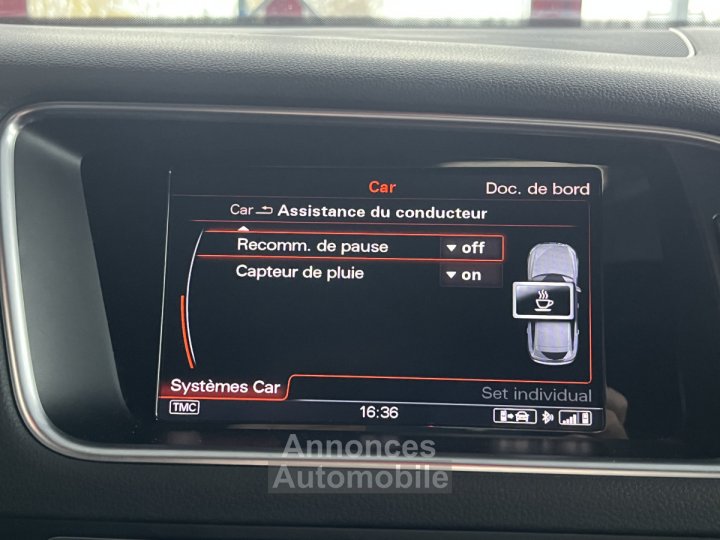 Car
Doc. de bord
Car Assistance du conducteur
Recomm. de pause off
Capteur de pluie on
Systèmes Car
Set individual
TMC
16:36
Annonces
Automobile